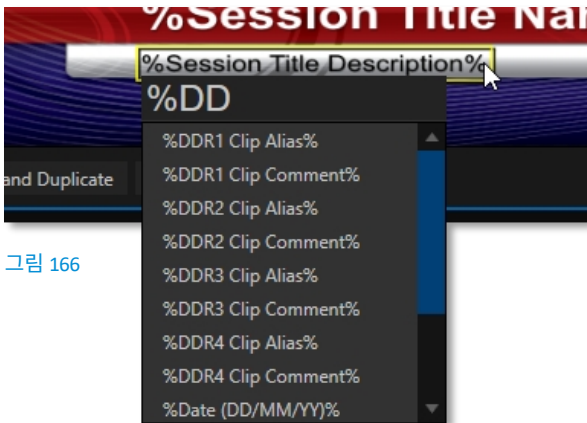 %Session Title Nam
%Session Title Description%
%DD
%DDR1 Clip Alias%
%DDR1 Clip Comment%
and Duplicate
%DDR2 Clip Alias%
%DDR2 Clip Comment%
그림 166
%DDR3 Clip Alias%
%DDR3 Clip Comment%
%DDR4 Clip Alias%
%DDR4 Clip Comment%
%Date (DD/MM/YY)%